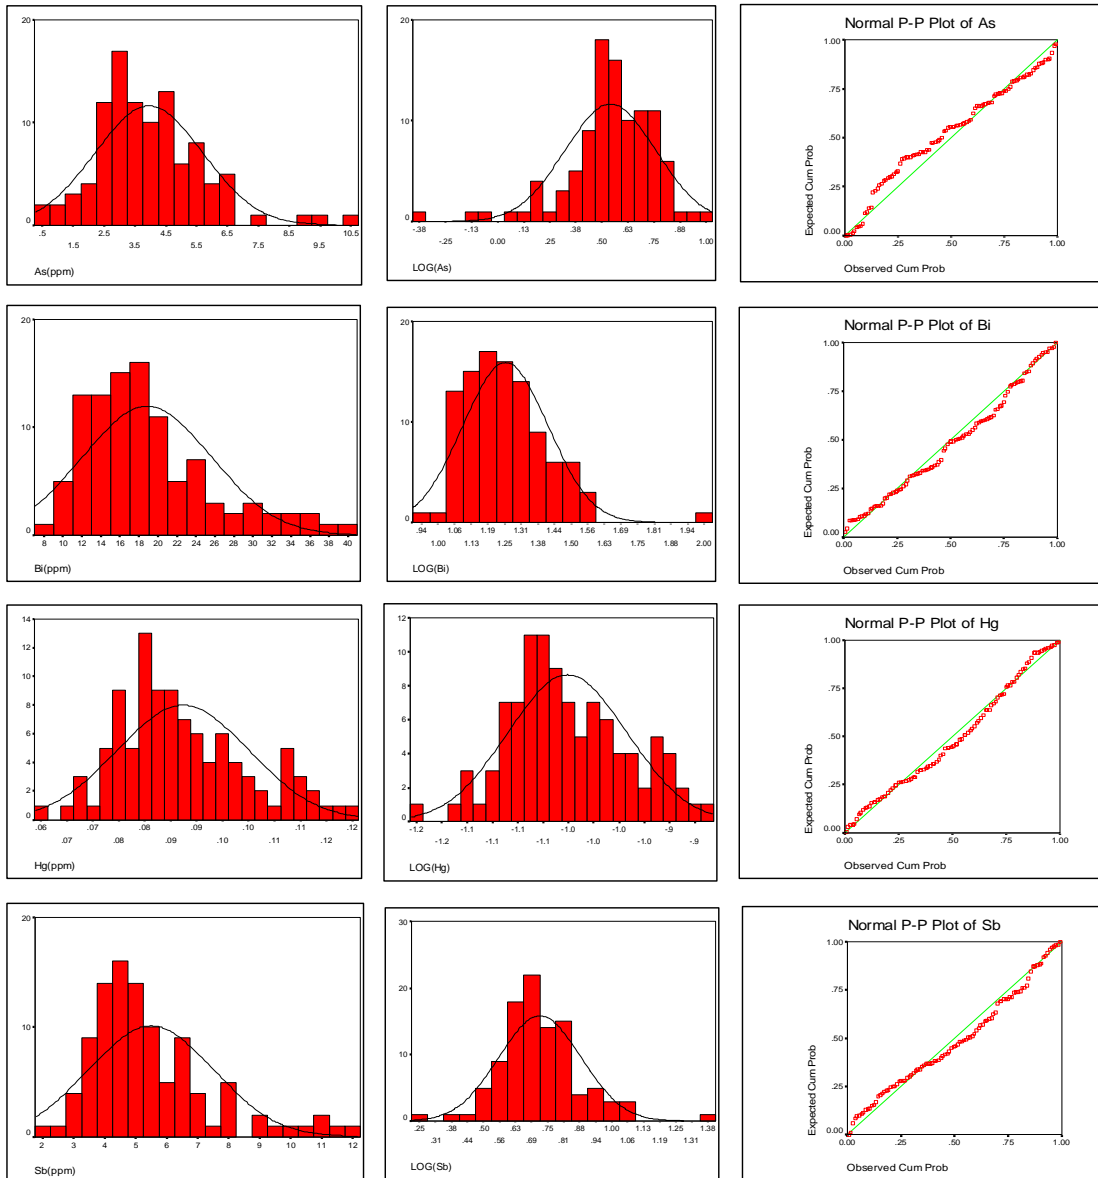 20
10
0
.5 2.5 3.5 4.5 5.5 6.5 7.5 8.5 10.5
1.5 3.5 5.5 9.5
As(ppm)
20
10
0
-.38 -.13 .13 .38 .63 .88
-.25 0.00 .25 .50 .75 1.00
LOG(As)
Normal P-P Plot of As
Expected Cum Prob
1.00
.75
.50
.25
0.00
0.00 .50 1.00
.25 .75
Observed Cum Prob
20
10
0
8 10 12 14 16 18 20 22 24 26 28 30 32 34 36 38 40
Bi(ppm)
20
10
0
.94 1.06 1.19 1.31 1.44 1.56 1.69 1.81 1.94
1.00 1.13 1.25 1.38 1.50 1.63 1.75 1.88 2.00
LOG(Bi)
Normal P-P Plot of Bi
Expected Cum Prob
1.00
.75
.50
.25
0.00
0.00 .25 .50 .75 1.00
Observed Cum Prob
14
12
10
8
6
4
2
0
.06 .07 .08 .09 .10 .11 .12
.07 .08 .09 .10 .11 .12
Hg(ppm)
12
10
8
6
4
2
0
-1.2 -1.1 -1.1 -1.0 -1.0 -.9
-1.2 -1.1 -1.0 -1.0 -.9
LOG(Hg)
Normal P-P Plot of Hg
Expected Cum Prob
1.00
.75
.50
.25
0.00
0.00 .25 .50 .75 1.00
Observed Cum Prob
20
10
0
2 3 4 5 6 7 8 9 10 11 12
Sb(ppm)
30
20
10
0
.25 .38 .50 .63 .75 .88 1.00 1.13 1.25 1.38
.31 .44 .56 .69 .81 .94 1.06 1.19 1.31
LOG(Sb)
Normal P-P Plot of Sb
Expected Cum Prob
1.00
.75
.50
.25
0.00
0.00 .25 .50 .75 1.00
Observed Cum Prob